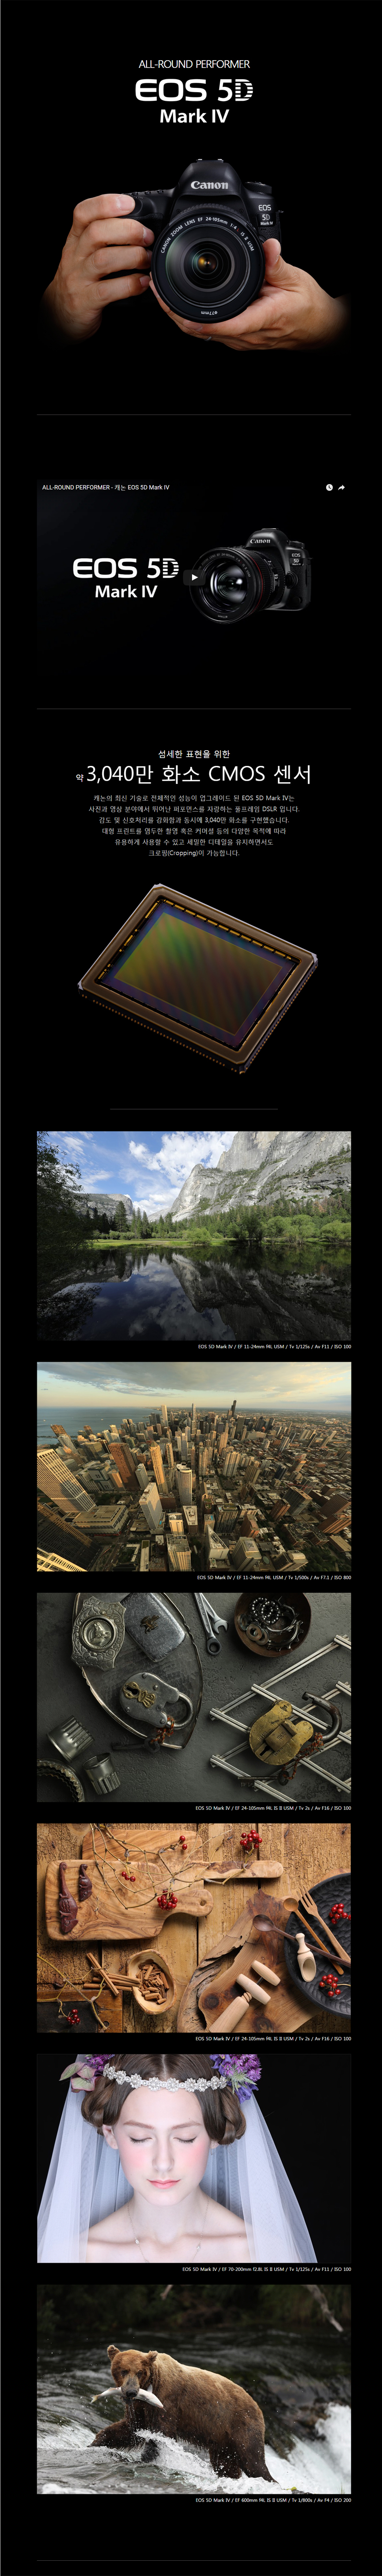 ALL-ROUND PERFORMER
EOS 5D
Mark IV
Canon
EOS
5D
Mark IV
CANON ZOOM LENS EF 24-105mm 1:4 L IS II USM
ø77mm
ALL-ROUND PERFORMER - 캐논 EOS 5D Mark IV
EOS 5D
Mark IV
Canon
EOS
5D
섬세한 표현을 위한
약 3,040만 화소 CMOS 센서
캐논의 최신 기술로 전체적인 성능이 업그레이드 된 EOS 5D Mark IV는
사진과 영상 분야에서 뛰어난 퍼포먼스를 자랑하는 풀프레임 DSLR 입니다.
감도 및 신호처리를 강화함과 동시에 3,040만 화소를 구현했습니다.
대형 프린트를 염두한 촬영 혹은 커머셜 등의 다양한 목적에 따라
유용하게 사용할 수 있고 세밀한 디테일을 유지하면서도
크로핑(Cropping)이 가능합니다.
EOS 5D Mark IV / EF 11-24mm f4L USM / Tv 1/125s / Av F11 / ISO 100
EOS 5D Mark IV / EF 11-24mm f4L USM / Tv 1/500s / Av F7.1 / ISO 800
EOS 5D Mark IV / EF 24-105mm f4L IS II USM / Tv 2s / Av F16 / ISO 100
EOS 5D Mark IV / EF 24-105mm f4L IS II USM / Tv 2s / Av F16 / ISO 100
EOS 5D Mark IV / EF 70-200mm f2.8L IS II USM / Tv 1/125s / Av F11 / ISO 100
EOS 5D Mark IV / EF 600mm f4L IS II USM / Tv 1/800s / Av F4 / ISO 200